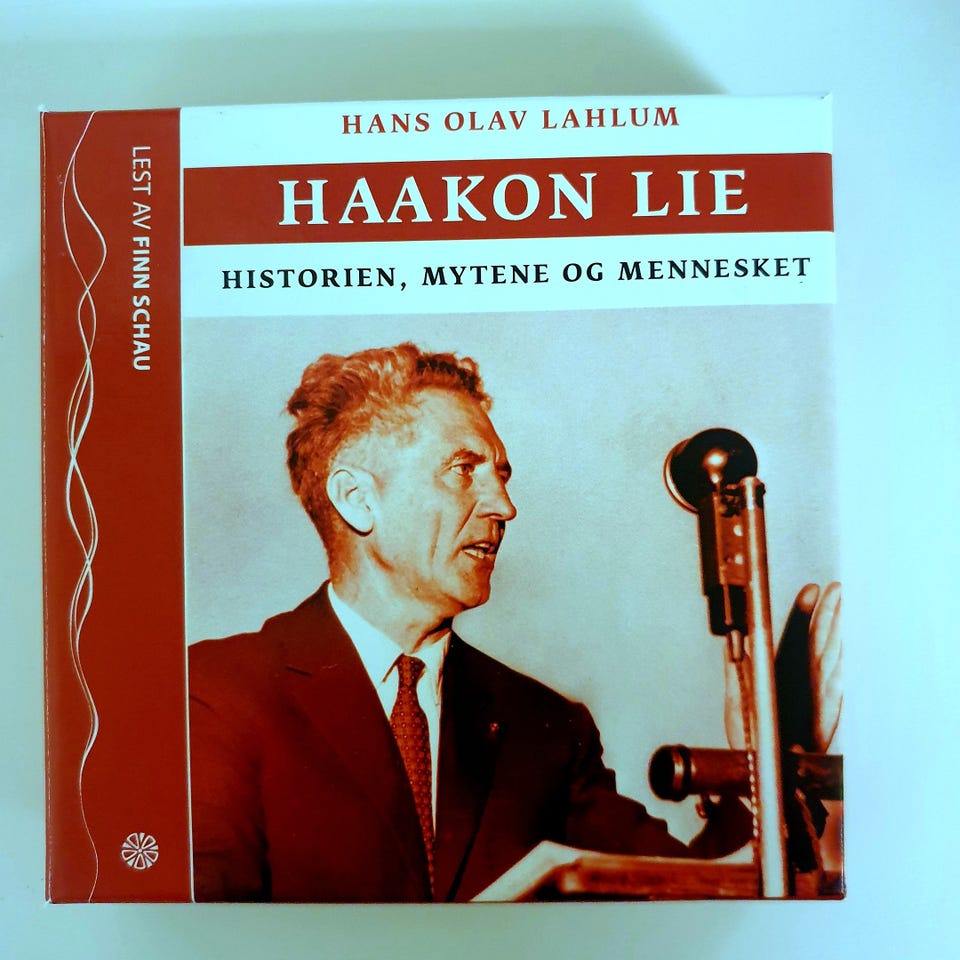 HANS OLAV LAHLUM
HAAKON LIE
HISTORIEN, MYTENE OG MENNESKET
LEST AV FINN SCHAU